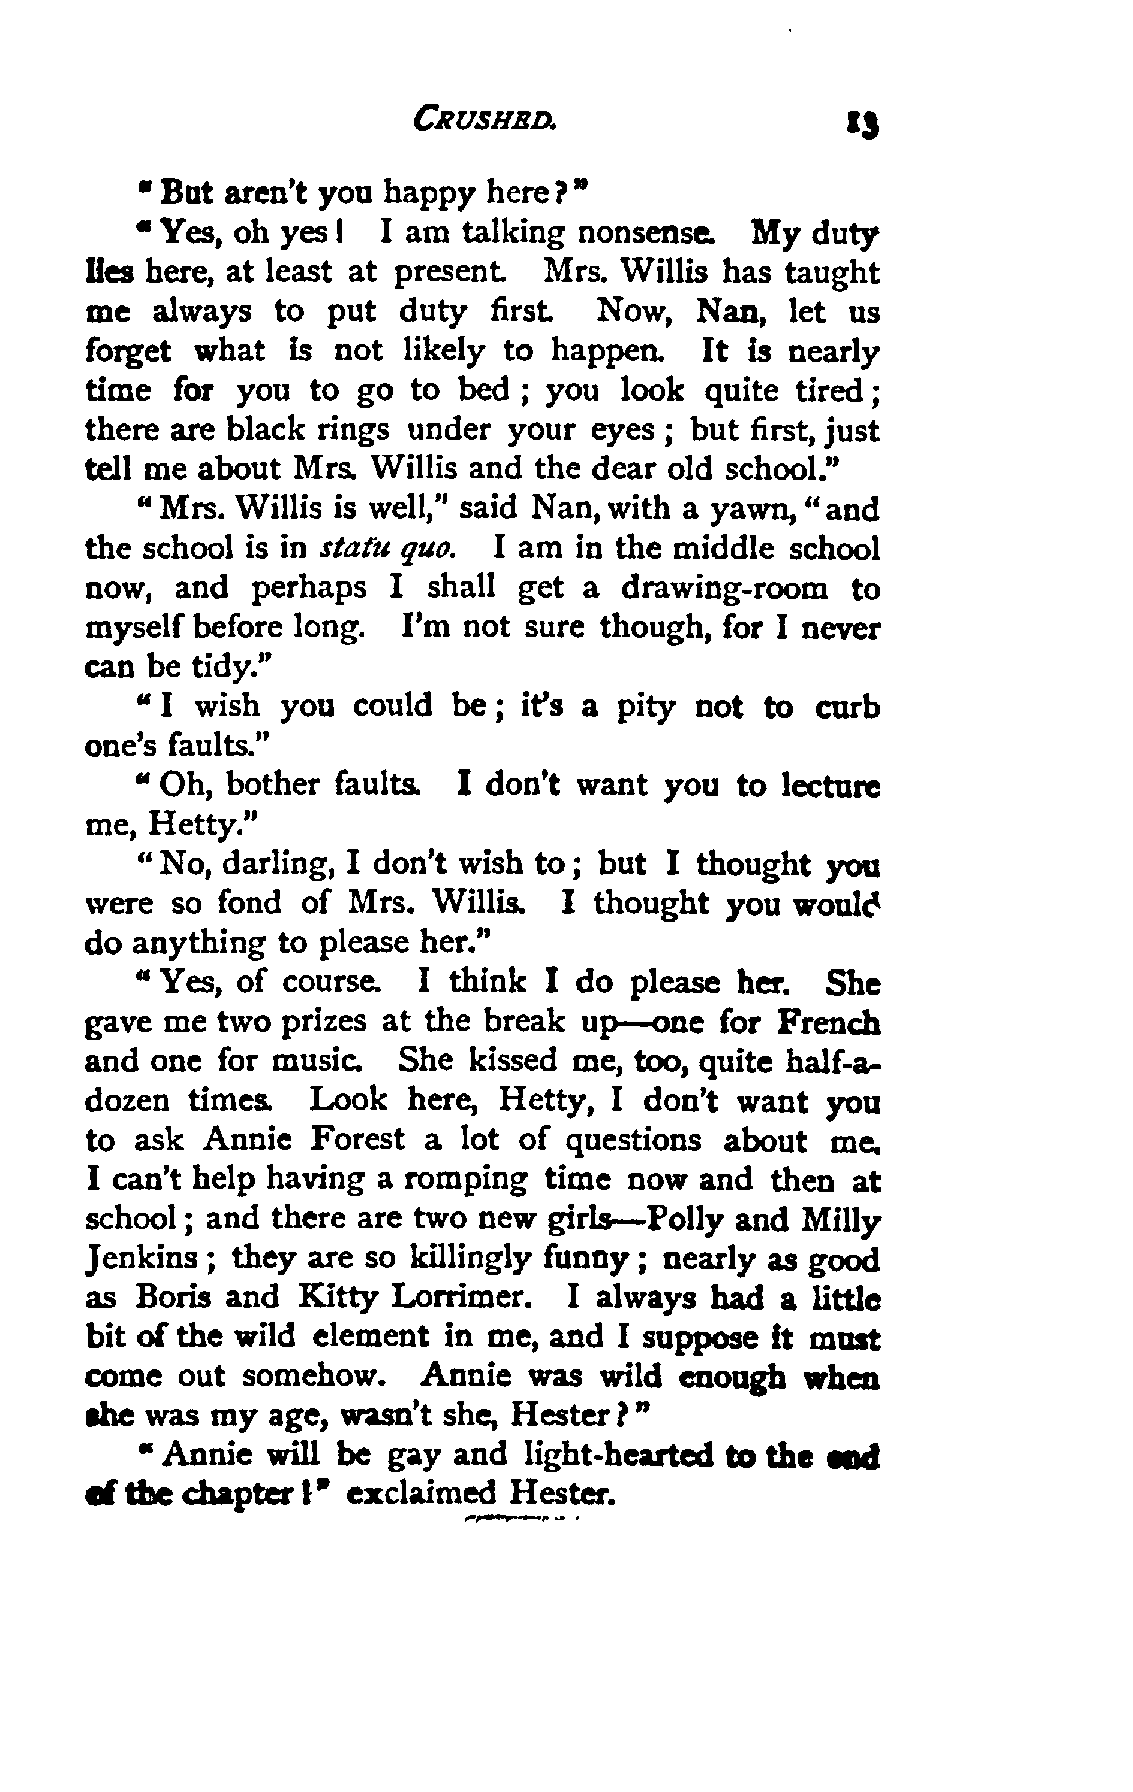 CRUSHED. 13
"But aren't you happy here?"
"Yes, oh yes! I am talking nonsense. My duty
lies here, at least at present. Mrs. Willis has taught
me always to put duty first. Now, Nan, let us
forget what is not likely to happen. It is nearly
time for you to go to bed; you look quite tired;
there are black rings under your eyes; but first, just
tell me about Mrs. Willis and the dear old school."
"Mrs. Willis is well," said Nan, with a yawn, "and
the school is in statu quo. I am in the middle school
now, and perhaps I shall get a drawing-room to
myself before long. I'm not sure though, for I never
can be tidy."
"I wish you could be; it's a pity not to curb
one's faults."
"Oh, bother faults. I don't want you to lecture
me, Hetty."
"No, darling, I don't wish to; but I thought you
were so fond of Mrs. Willis. I thought you would
do anything to please her."
"Yes, of course. I think I do please her. She
gave me two prizes at the break up—one for French
and one for music. She kissed me, too, quite half-a-
dozen times. Look here, Hetty, I don't want you
to ask Annie Forest a lot of questions about me.
I can't help having a romping time now and then at
school; and there are two new girls—Polly and Milly
Jenkins; they are so killingly funny; nearly as good
as Boris and Kitty Lorrimer. I always had a little
bit of the wild element in me, and I suppose it must
come out somehow. Annie was wild enough when
she was my age, wasn't she, Hester?"
"Annie will be gay and light-hearted to the end
of the chapter!" exclaimed Hester.